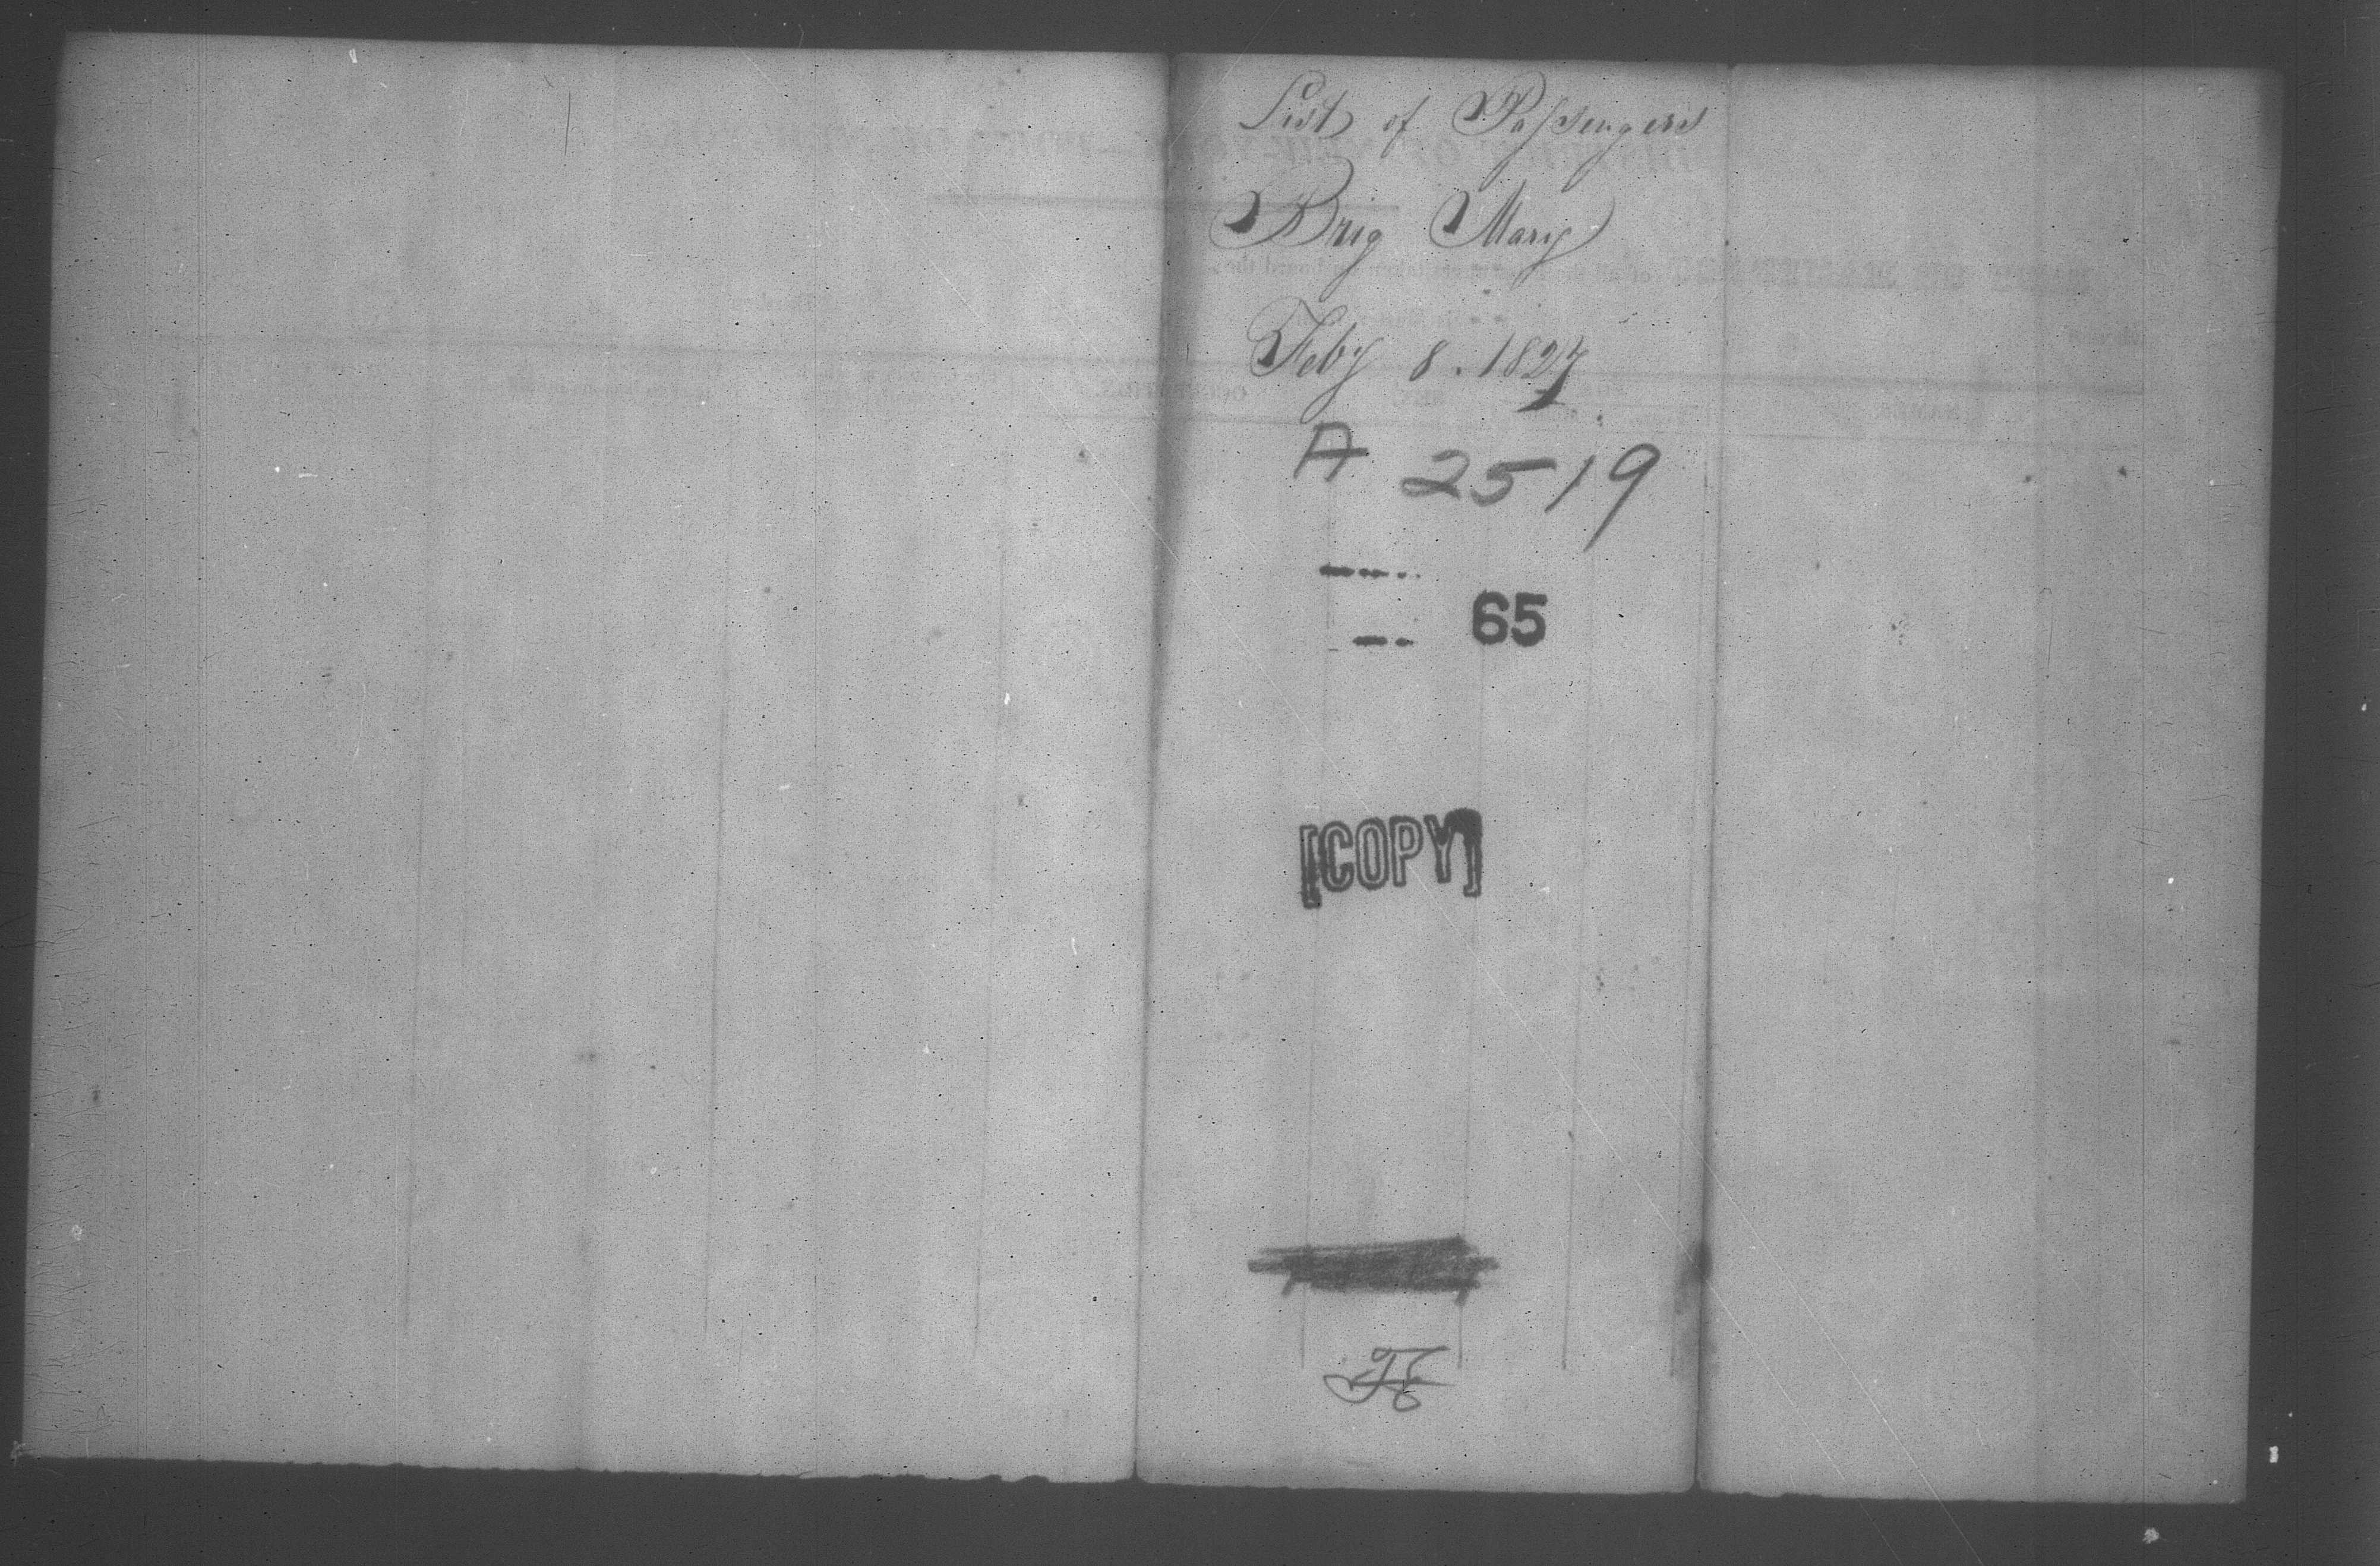 List of Passengers
Brig Mary
Feby 8. 1827
A 2519
65
[COPY]